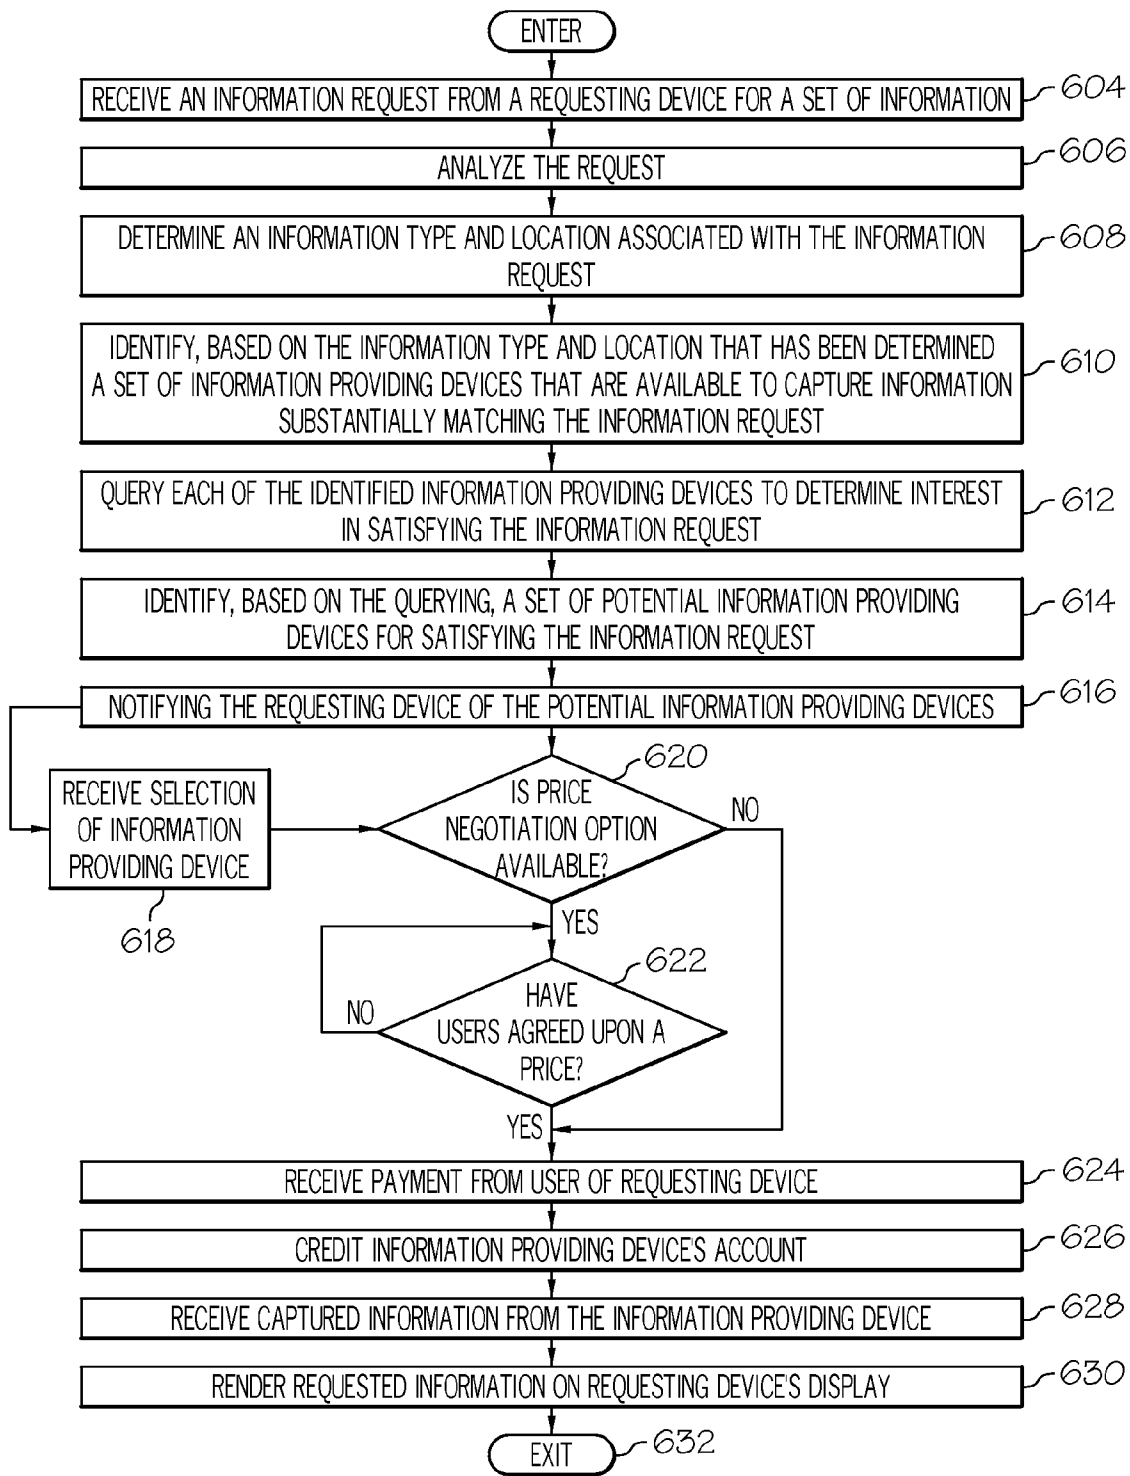 ENTER
RECEIVE AN INFORMATION REQUEST FROM A REQUESTING DEVICE FOR A SET OF INFORMATION
604
ANALYZE THE REQUEST
606
DETERMINE AN INFORMATION TYPE AND LOCATION ASSOCIATED WITH THE INFORMATION
REQUEST
608
IDENTIFY, BASED ON THE INFORMATION TYPE AND LOCATION THAT HAS BEEN DETERMINED
A SET OF INFORMATION PROVIDING DEVICES THAT ARE AVAILABLE TO CAPTURE INFORMATION
SUBSTANTIALLY MATCHING THE INFORMATION REQUEST
610
QUERY EACH OF THE IDENTIFIED INFORMATION PROVIDING DEVICES TO DETERMINE INTEREST
IN SATISFYING THE INFORMATION REQUEST
612
IDENTIFY, BASED ON THE QUERYING, A SET OF POTENTIAL INFORMATION PROVIDING
DEVICES FOR SATISFYING THE INFORMATION REQUEST
614
NOTIFYING THE REQUESTING DEVICE OF THE POTENTIAL INFORMATION PROVIDING DEVICES
616
RECEIVE SELECTION
OF INFORMATION
PROVIDING DEVICE
618
620
IS PRICE
NEGOTIATION OPTION
AVAILABLE?
NO
YES
622
HAVE
USERS AGREED UPON A
PRICE?
NO
YES
RECEIVE PAYMENT FROM USER OF REQUESTING DEVICE
624
CREDIT INFORMATION PROVIDING DEVICE'S ACCOUNT
626
RECEIVE CAPTURED INFORMATION FROM THE INFORMATION PROVIDING DEVICE
628
RENDER REQUESTED INFORMATION ON REQUESTING DEVICE'S DISPLAY
630
EXIT
632